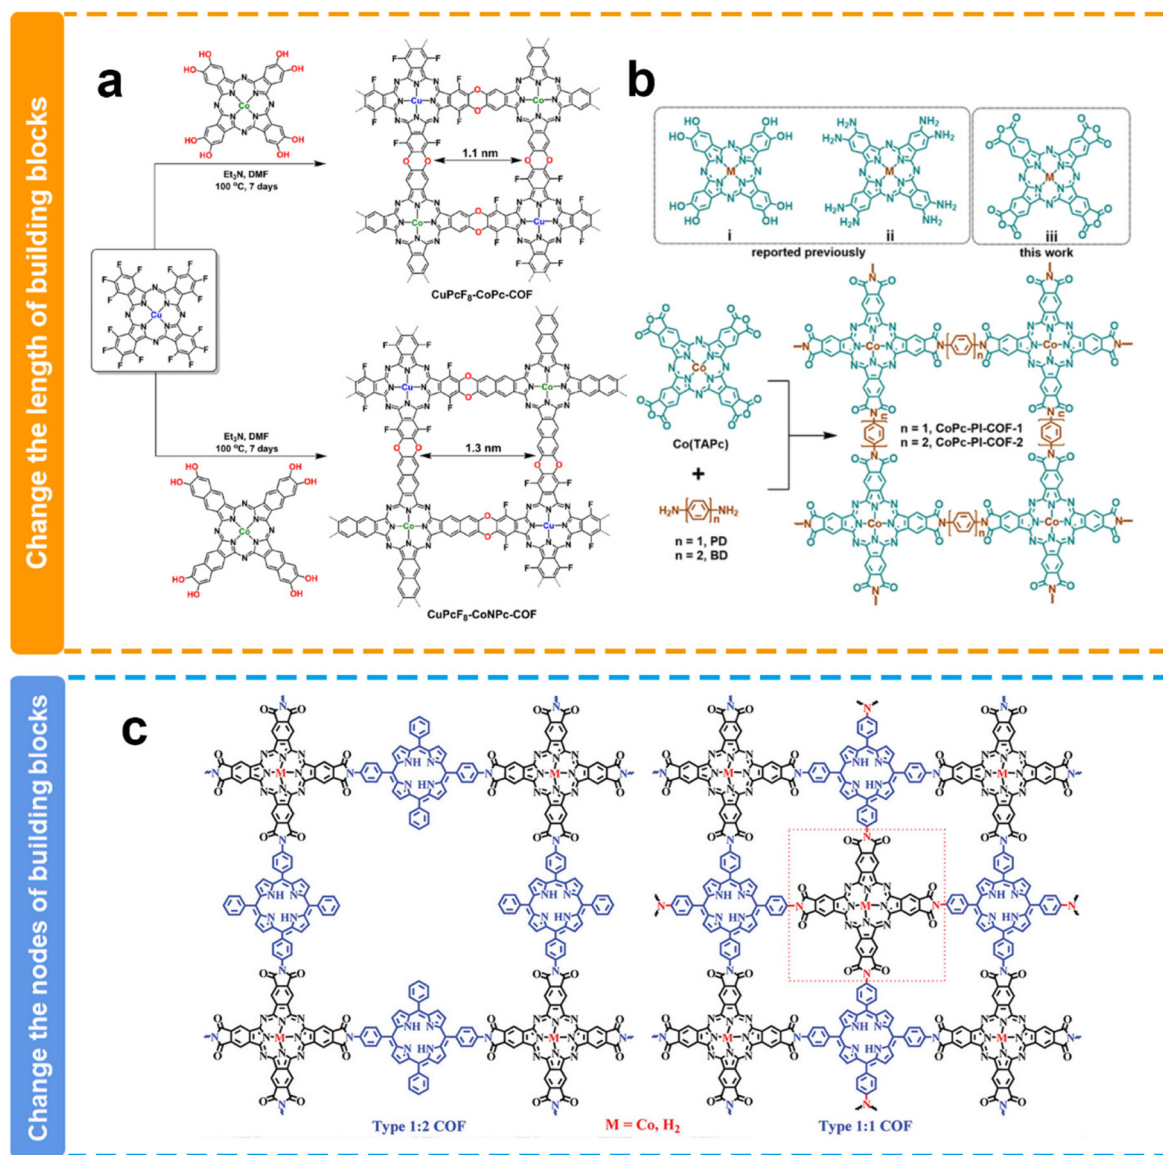 Change the length of building blocks
a
Et₃N, DMF
100 °C, 7 days
1.1 nm
CuPcF₈-CoPc-COF
Et₃N, DMF
100 °C, 7 days
1.3 nm
CuPcF₈-CoNPc-COF
b
i
ii
iii
reported previously
this work
Co(TAPc)
+
H₂N
NH₂
n = 1, PD
n = 2, BD
n = 1, CoPc-PI-COF-1
n = 2, CoPc-PI-COF-2
Change the nodes of building blocks
c
Type 1:2 COF
M = Co, H₂
Type 1:1 COF